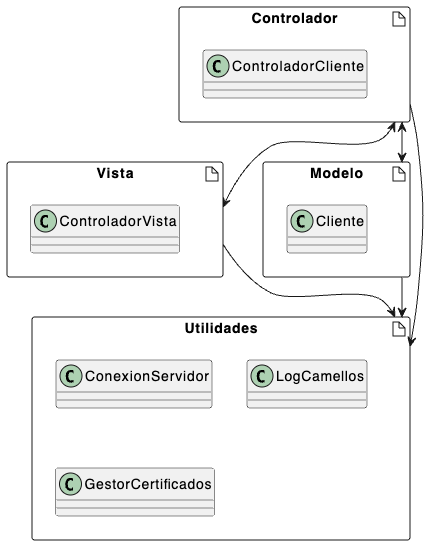 Controlador
C ControladorCliente
Vista
Modelo
C ControladorVista
C Cliente
Utilidades
C ConexionServidor
C LogCamellos
C GestorCertificados